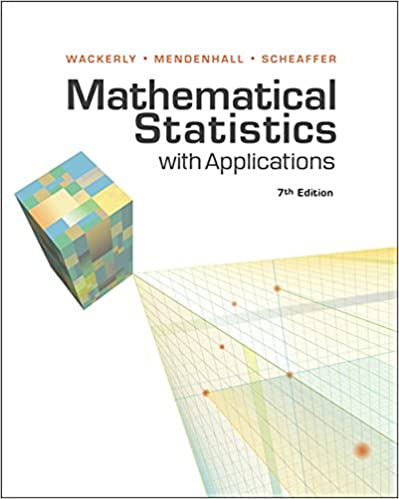 WACKERLY • MENDENHALL • SCHEAFFER
Mathematical
Statistics
with Applications
7th Edition